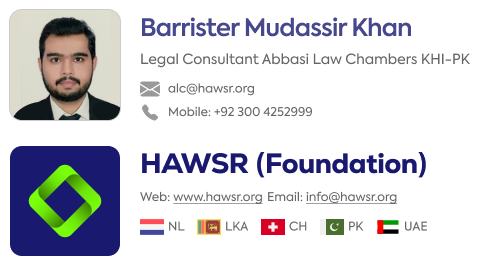 Barrister Mudassir Khan
Legal Consultant Abbasi Law Chambers KHI-PK
alc@hawsr.org
Mobile: +92 300 4252999
HAWSR (Foundation)
Web: www.hawsr.org Email: info@hawsr.org
NL LKA CH PK UAE